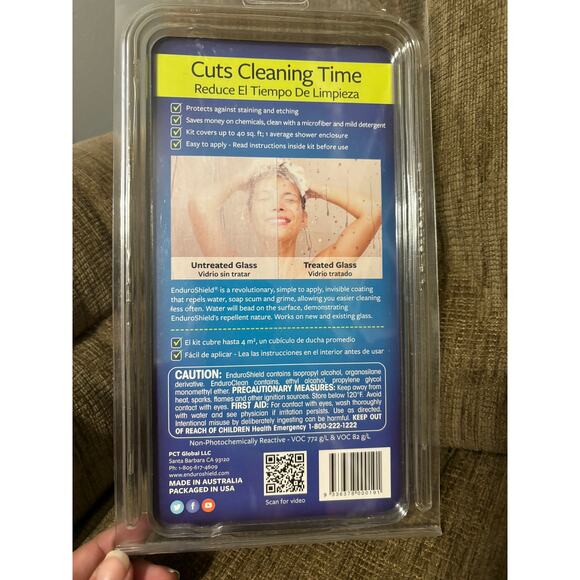 Cuts Cleaning Time
Reduce El Tiempo De Limpieza
Protects against staining and etching
Saves money on chemicals, clean with a microfiber and mild detergent
Kit covers up to 40 sq. ft; 1 average shower enclosure
Easy to apply - Read instructions inside kit before use
Untreated Glass
Vidrio sin tratar
Treated Glass
Vidrio tratado
EnduroShield® is a revolutionary, simple to apply, invisible coating
that repels water, soap scum and grime, allowing you easier cleaning
less often. Water will bead on the surface, demonstrating
EnduroShield's repellent nature. Works on new and existing glass.
El kit cubre hasta 4 m², un cubículo de ducha promedio
Fácil de aplicar - Lea las instrucciones en el interior antes de usar
CAUTION: EnduroShield contains isopropyl alcohol, organosilane
derivative. EnduroClean contains, ethyl alcohol, propylene glycol
monomethyl ether. PRECAUTIONARY MEASURES: Keep away from
heat, sparks, flames and other ignition sources. Store below 120°F. Avoid
contact with eyes. FIRST AID: For contact with eyes, wash thoroughly
with water and see physician if irritation persists. Use as directed.
Intentional misuse by deliberately ingesting can be harmful. KEEP OUT
OF REACH OF CHILDREN Health Emergency 1-800-222-1222
Non-Photochemically Reactive - VOC 772 g/L & VOC 82 g/L
PCT Global LLC
Santa Barbara CA 93120
Ph: 1-805-617-4609
www.enduroshield.com
MADE IN AUSTRALIA
PACKAGED IN USA
Scan for video
9 336378 000191